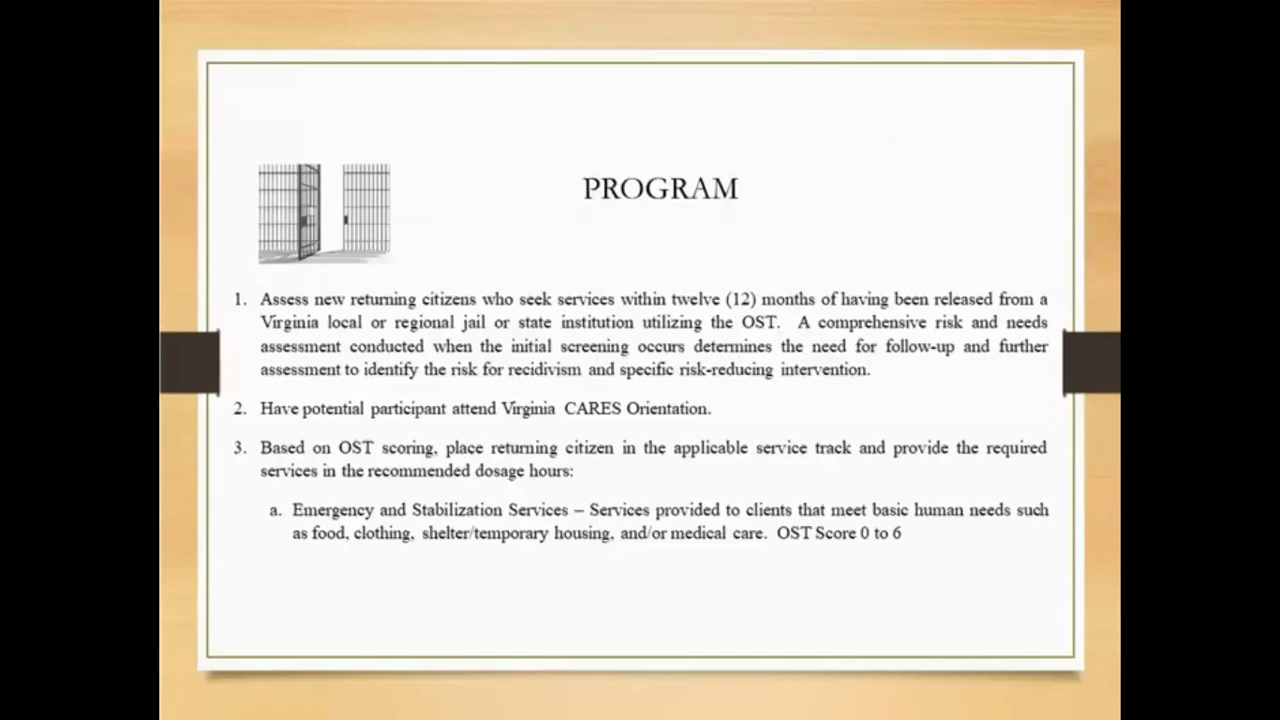 PROGRAM
1. Assess new returning citizens who seek services within twelve (12) months of having been released from a
Virginia local or regional jail or state institution utilizing the OST. A comprehensive risk and needs
assessment conducted when the initial screening occurs determines the need for follow-up and further
assessment to identify the risk for recidivism and specific risk-reducing intervention.
2. Have potential participant attend Virginia CARES Orientation.
3. Based on OST scoring, place returning citizen in the applicable service track and provide the required
services in the recommended dosage hours:
a. Emergency and Stabilization Services – Services provided to clients that meet basic human needs such
as food, clothing, shelter/temporary housing, and/or medical care. OST Score 0 to 6